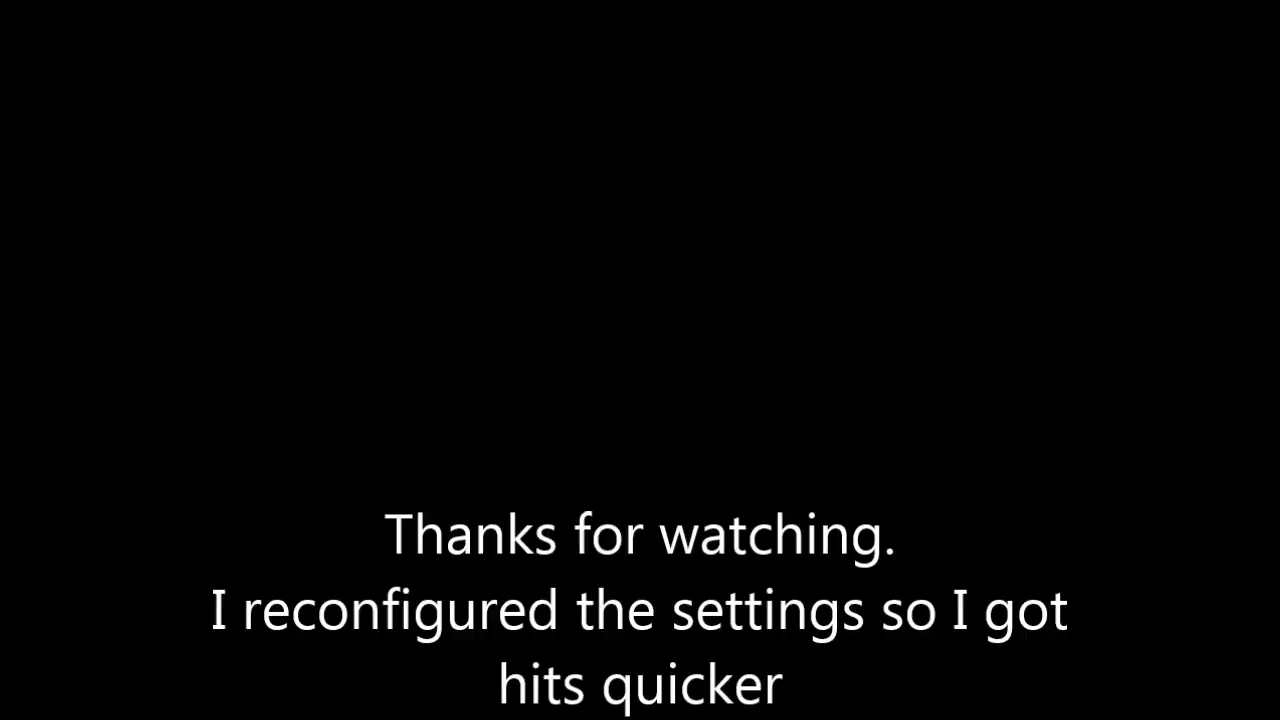 Thanks for watching.
I reconfigured the settings so I got
hits quicker